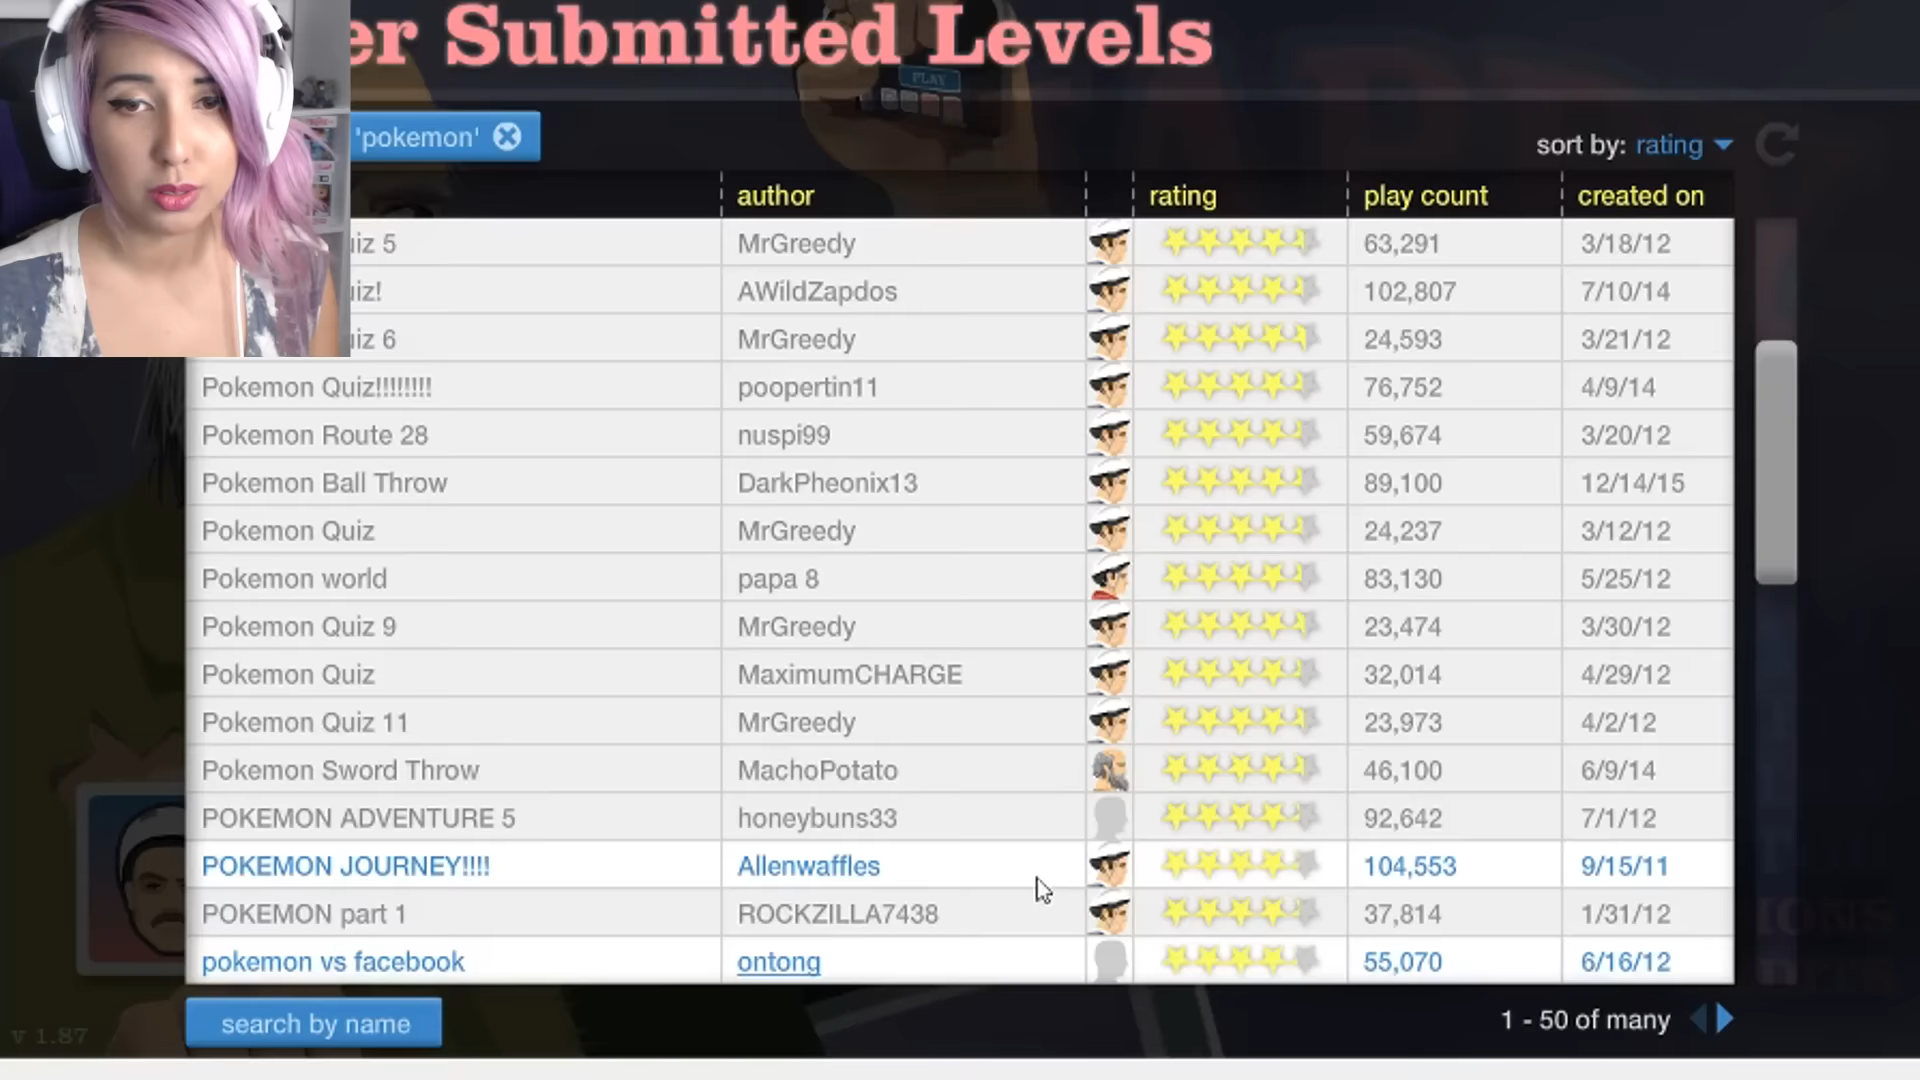 er Submitted Levels
PLAY
'pokemon'
sort by: rating
author rating play count created on
iz 5 MrGreedy 63,291 3/18/12
iz! AWildZapdos 102,807 7/10/14
iz 6 MrGreedy 24,593 3/21/12
Pokemon Quiz!!!!!!!! poopertin11 76,752 4/9/14
Pokemon Route 28 nuspi99 59,674 3/20/12
Pokemon Ball Throw DarkPheonix13 89,100 12/14/15
Pokemon Quiz MrGreedy 24,237 3/12/12
Pokemon world papa 8 83,130 5/25/12
Pokemon Quiz 9 MrGreedy 23,474 3/30/12
Pokemon Quiz MaximumCHARGE 32,014 4/29/12
Pokemon Quiz 11 MrGreedy 23,973 4/2/12
Pokemon Sword Throw MachoPotato 46,100 6/9/14
POKEMON ADVENTURE 5 honeybuns33 92,642 7/1/12
POKEMON JOURNEY!!!! Allenwaffles 104,553 9/15/11
POKEMON part 1 ROCKZILLA7438 37,814 1/31/12
pokemon vs facebook ontong 55,070 6/16/12
search by name
1 - 50 of many
v 1.87